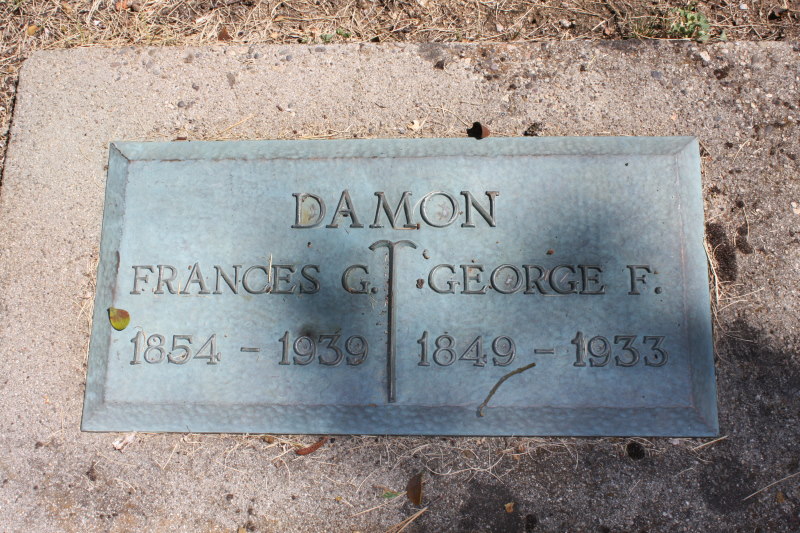 DAMON
FRANCES G. GEORGE F.
1854 - 1939 1849 - 1933